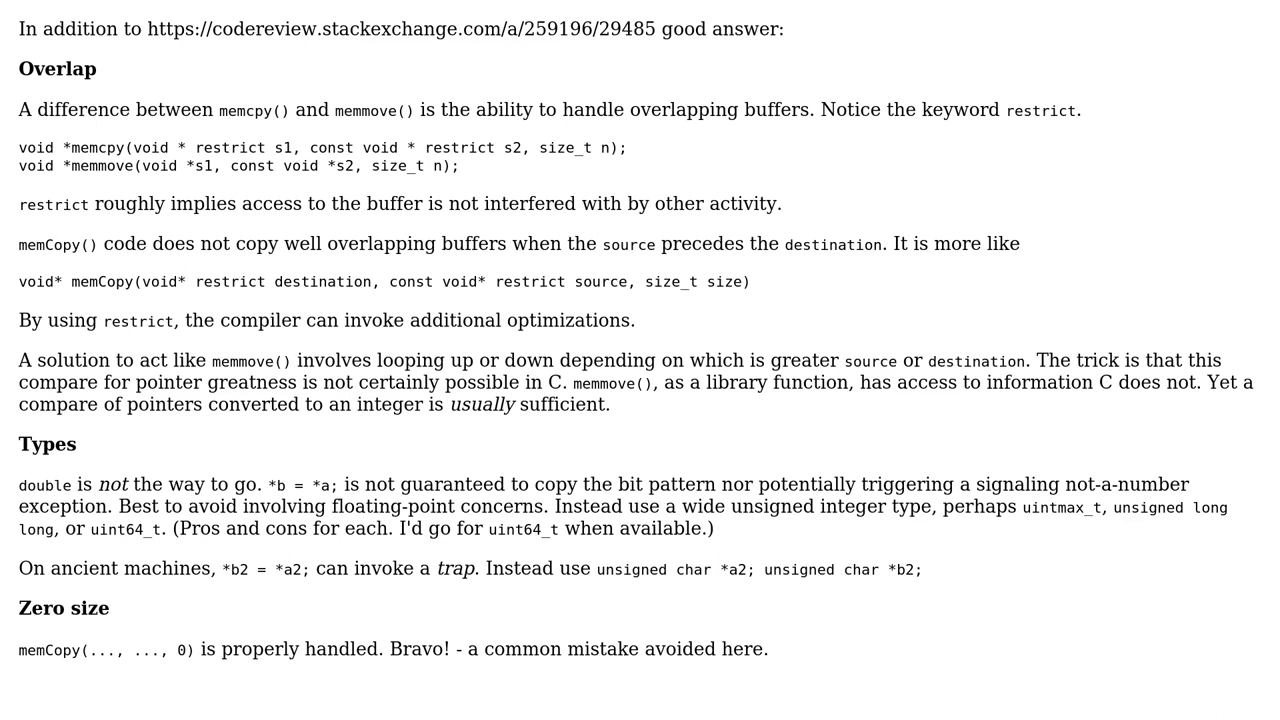 In addition to https://codereview.stackexchange.com/a/259196/29485 good answer:
Overlap
A difference between memcpy() and memmove() is the ability to handle overlapping buffers. Notice the keyword restrict.
void *memcpy(void * restrict s1, const void * restrict s2, size_t n);
void *memmove(void *s1, const void *s2, size_t n);
restrict roughly implies access to the buffer is not interfered with by other activity.
memCopy() code does not copy well overlapping buffers when the source precedes the destination. It is more like
void* memCopy(void* restrict destination, const void* restrict source, size_t size)
By using restrict, the compiler can invoke additional optimizations.
A solution to act like memmove() involves looping up or down depending on which is greater source or destination. The trick is that this
compare for pointer greatness is not certainly possible in C. memmove(), as a library function, has access to information C does not. Yet a
compare of pointers converted to an integer is usually sufficient.
Types
double is not the way to go. *b = *a; is not guaranteed to copy the bit pattern nor potentially triggering a signaling not-a-number
exception. Best to avoid involving floating-point concerns. Instead use a wide unsigned integer type, perhaps uintmax_t, unsigned long
long, or uint64_t. (Pros and cons for each. I'd go for uint64_t when available.)
On ancient machines, *b2 = *a2; can invoke a trap. Instead use unsigned char *a2; unsigned char *b2;
Zero size
memCopy(..., ..., 0) is properly handled. Bravo! - a common mistake avoided here.